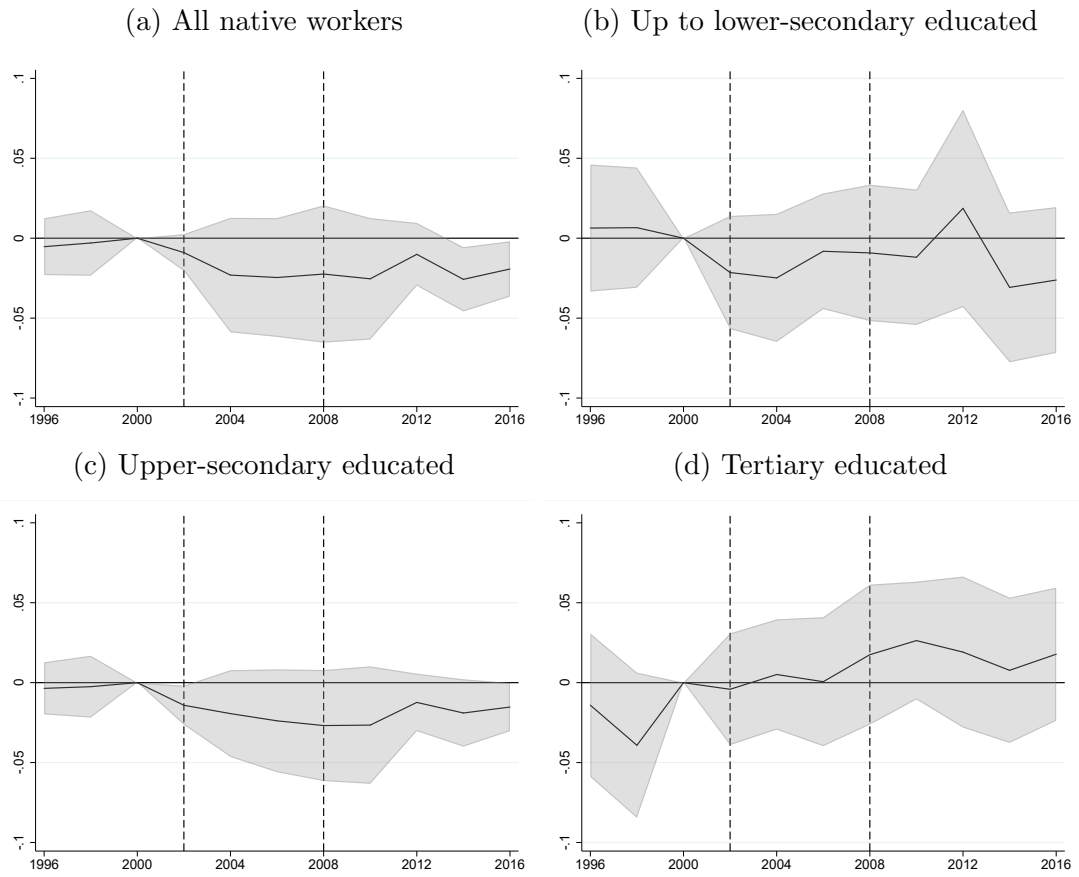 (a) All native workers
(b) Up to lower-secondary educated
.1
.05
0
-.05
-.1
1996 2000 2004 2008 2012 2016
.1
.05
0
-.05
-.1
1996 2000 2004 2008 2012 2016
(c) Upper-secondary educated
(d) Tertiary educated
.1
.05
0
-.05
-.1
1996 2000 2004 2008 2012 2016
.1
.05
0
-.05
-.1
1996 2000 2004 2008 2012 2016